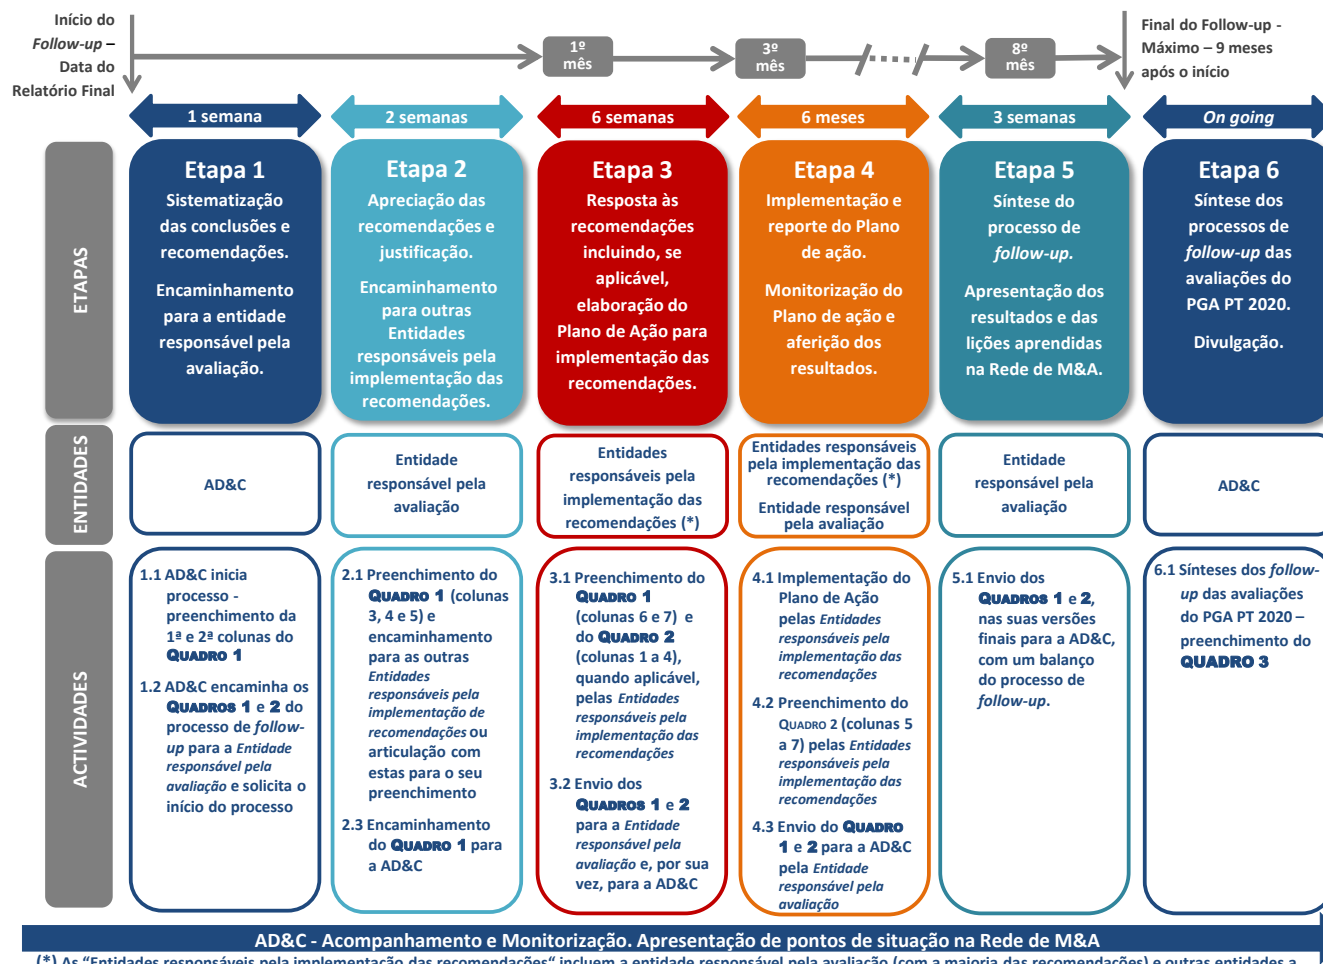 Início do
Follow-up –
Data do
Relatório Final
1º
mês
3º
mês
8º
mês
Final do Follow-up -
Máximo – 9 meses
após o início
1 semana
2 semanas
6 semanas
6 meses
3 semanas
On going
ETAPAS
Etapa 1
Sistematização
das conclusões e
recomendações.
Encaminhamento
para a entidade
responsável pela
avaliação.
Etapa 2
Apreciação das
recomendações e
justificação.
Encaminhamento
para outras
Entidades
responsáveis pela
implementação das
recomendações.
Etapa 3
Resposta às
recomendações
incluindo, se
aplicável,
elaboração do
Plano de Ação para
implementação das
recomendações.
Etapa 4
Implementação e
reporte do Plano
de ação.
Monitorização do
Plano de ação e
aferição dos
resultados.
Etapa 5
Síntese do
processo de
follow-up.
Apresentação dos
resultados e das
lições aprendidas
na Rede de M&A.
Etapa 6
Síntese dos
processos de
follow-up das
avaliações do
PGA PT 2020.
Divulgação.
ENTIDADES
AD&C
Entidade
responsável pela
avaliação
Entidades
responsáveis pela
implementação das
recomendações (*)
Entidades responsáveis
pela implementação das
recomendações (*)
Entidade responsável
pela avaliação
Entidade
responsável pela
avaliação
AD&C
ACTIVIDADES
1.1 AD&C inicia
processo -
preenchimento da
1ª e 2ª colunas do
QUADRO 1
1.2 AD&C encaminha os
QUADROS 1 e 2 do
processo de follow-
up para a Entidade
responsável pela
avaliação e solicita o
início do processo
2.1 Preenchimento do
QUADRO 1 (colunas
3, 4 e 5) e
encaminhamento
para as outras
Entidades
responsáveis pela
implementação de
recomendações ou
articulação com
estas para o seu
preenchimento
2.3 Encaminhamento
do QUADRO 1 para
a AD&C
3.1 Preenchimento do
QUADRO 1
(colunas 6 e 7) e
do QUADRO 2
(colunas 1 a 4),
quando aplicável,
pelas Entidades
responsáveis pela
implementação das
recomendações
3.2 Envio dos
QUADROS 1 e 2
para a Entidade
responsável pela
avaliação e, por sua
vez, para a AD&C
4.1 Implementação do
Plano de Ação
pelas Entidades
responsáveis pela
implementação das
recomendações
4.2 Preenchimento do
QUADRO 2 (colunas 5
a 7) pelas Entidades
responsáveis pela
implementação das
recomendações
4.3 Envio do QUADRO
1 e 2 para a AD&C
pela Entidade
responsável pela
avaliação
5.1 Envio dos
QUADROS 1 e 2,
nas suas versões
finais para a AD&C,
com um balanço
do processo de
follow-up.
6.1 Sínteses dos follow-
up das avaliações
do PGA PT 2020 –
preenchimento do
QUADRO 3
AD&C - Acompanhamento e Monitorização. Apresentação de pontos de situação na Rede de M&A
(*) As “Entidades responsáveis pela implementação das recomendações“ incluem a entidade responsável pela avaliação (com a maioria das recomendações) e outras entidades a